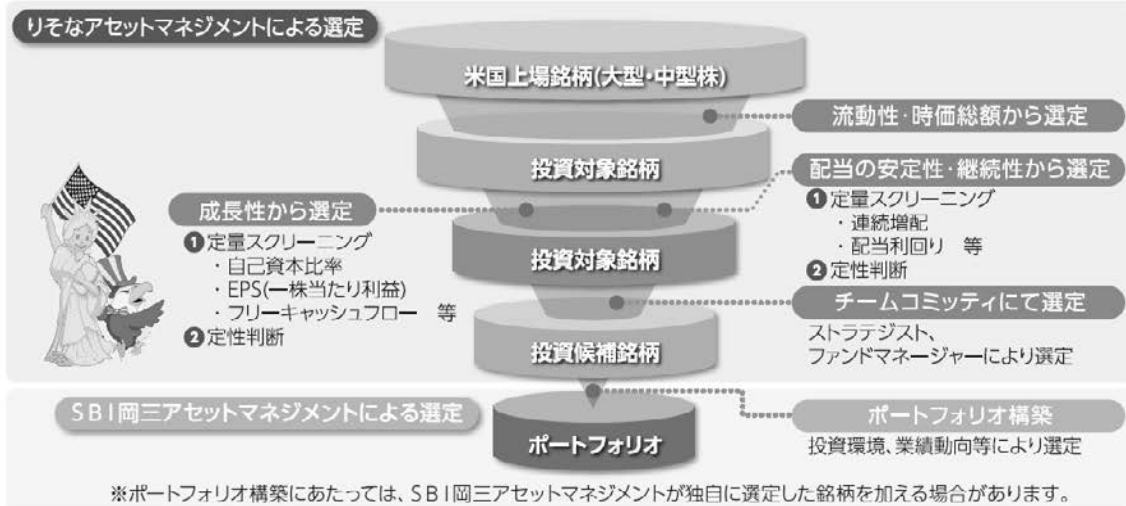 りそなアセットマネジメントによる選定
米国上場銘柄(大型・中型株)
流動性・時価総額から選定
投資対象銘柄
配当の安定性・継続性から選定
❶定量スクリーニング
・連続増配
・配当利回り 等
❷定性判断
成長性から選定
❶定量スクリーニング
・自己資本比率
・EPS(一株当たり利益)
・フリーキャッシュフロー 等
❷定性判断
投資対象銘柄
チームコミッティにて選定
ストラテジスト、
ファンドマネージャーにより選定
投資候補銘柄
SBI岡三アセットマネジメントによる選定
ポートフォリオ
ポートフォリオ構築
投資環境、業績動向等により選定
※ポートフォリオ構築にあたっては、SBI岡三アセットマネジメントが独自に選定した銘柄を加える場合があります。